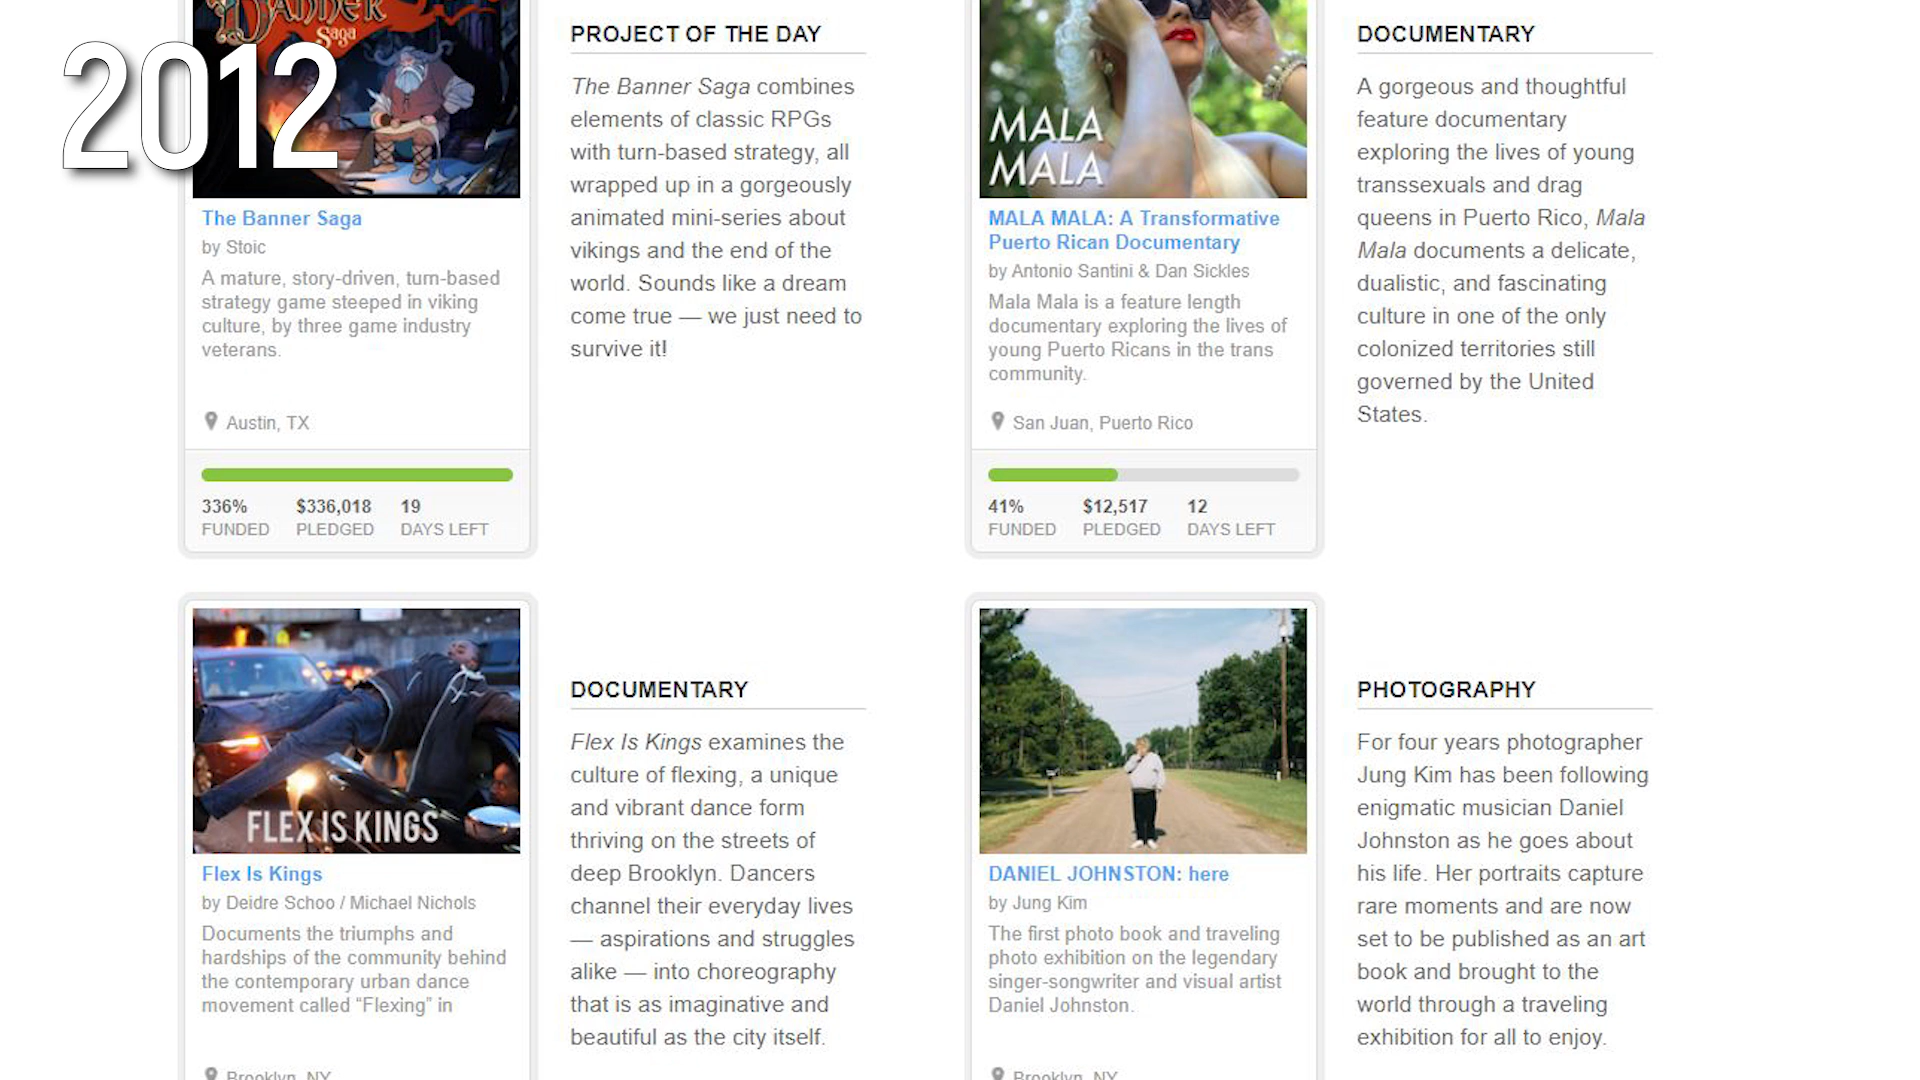 2012
BANNER
Saga
The Banner Saga
by Stoic
A mature, story-driven, turn-based
strategy game steeped in viking
culture, by three game industry
veterans.
Austin, TX
336%
FUNDED
$336,018
PLEDGED
19
DAYS LEFT
PROJECT OF THE DAY
The Banner Saga combines
elements of classic RPGs
with turn-based strategy, all
wrapped up in a gorgeously
animated mini-series about
vikings and the end of the
world. Sounds like a dream
come true — we just need to
survive it!
MALA
MALA
MALA MALA: A Transformative
Puerto Rican Documentary
by Antonio Santini & Dan Sickles
Mala Mala is a feature length
documentary exploring the lives of
young Puerto Ricans in the trans
community.
San Juan, Puerto Rico
41%
FUNDED
$12,517
PLEDGED
12
DAYS LEFT
DOCUMENTARY
A gorgeous and thoughtful
feature documentary
exploring the lives of young
transsexuals and drag
queens in Puerto Rico, Mala
Mala documents a delicate,
dualistic, and fascinating
culture in one of the only
colonized territories still
governed by the United
States.
FLEX IS KINGS
Flex Is Kings
by Deidre Schoo / Michael Nichols
Documents the triumphs and
hardships of the community behind
the contemporary urban dance
movement called “Flexing” in
Brooklyn, NY
DOCUMENTARY
Flex Is Kings examines the
culture of flexing, a unique
and vibrant dance form
thriving on the streets of
deep Brooklyn. Dancers
channel their everyday lives
— aspirations and struggles
alike — into choreography
that is as imaginative and
beautiful as the city itself.
DANIEL JOHNSTON: here
by Jung Kim
The first photo book and traveling
photo exhibition on the legendary
singer-songwriter and visual artist
Daniel Johnston.
Brooklyn, NY
PHOTOGRAPHY
For four years photographer
Jung Kim has been following
enigmatic musician Daniel
Johnston as he goes about
his life. Her portraits capture
rare moments and are now
set to be published as an art
book and brought to the
world through a traveling
exhibition for all to enjoy.